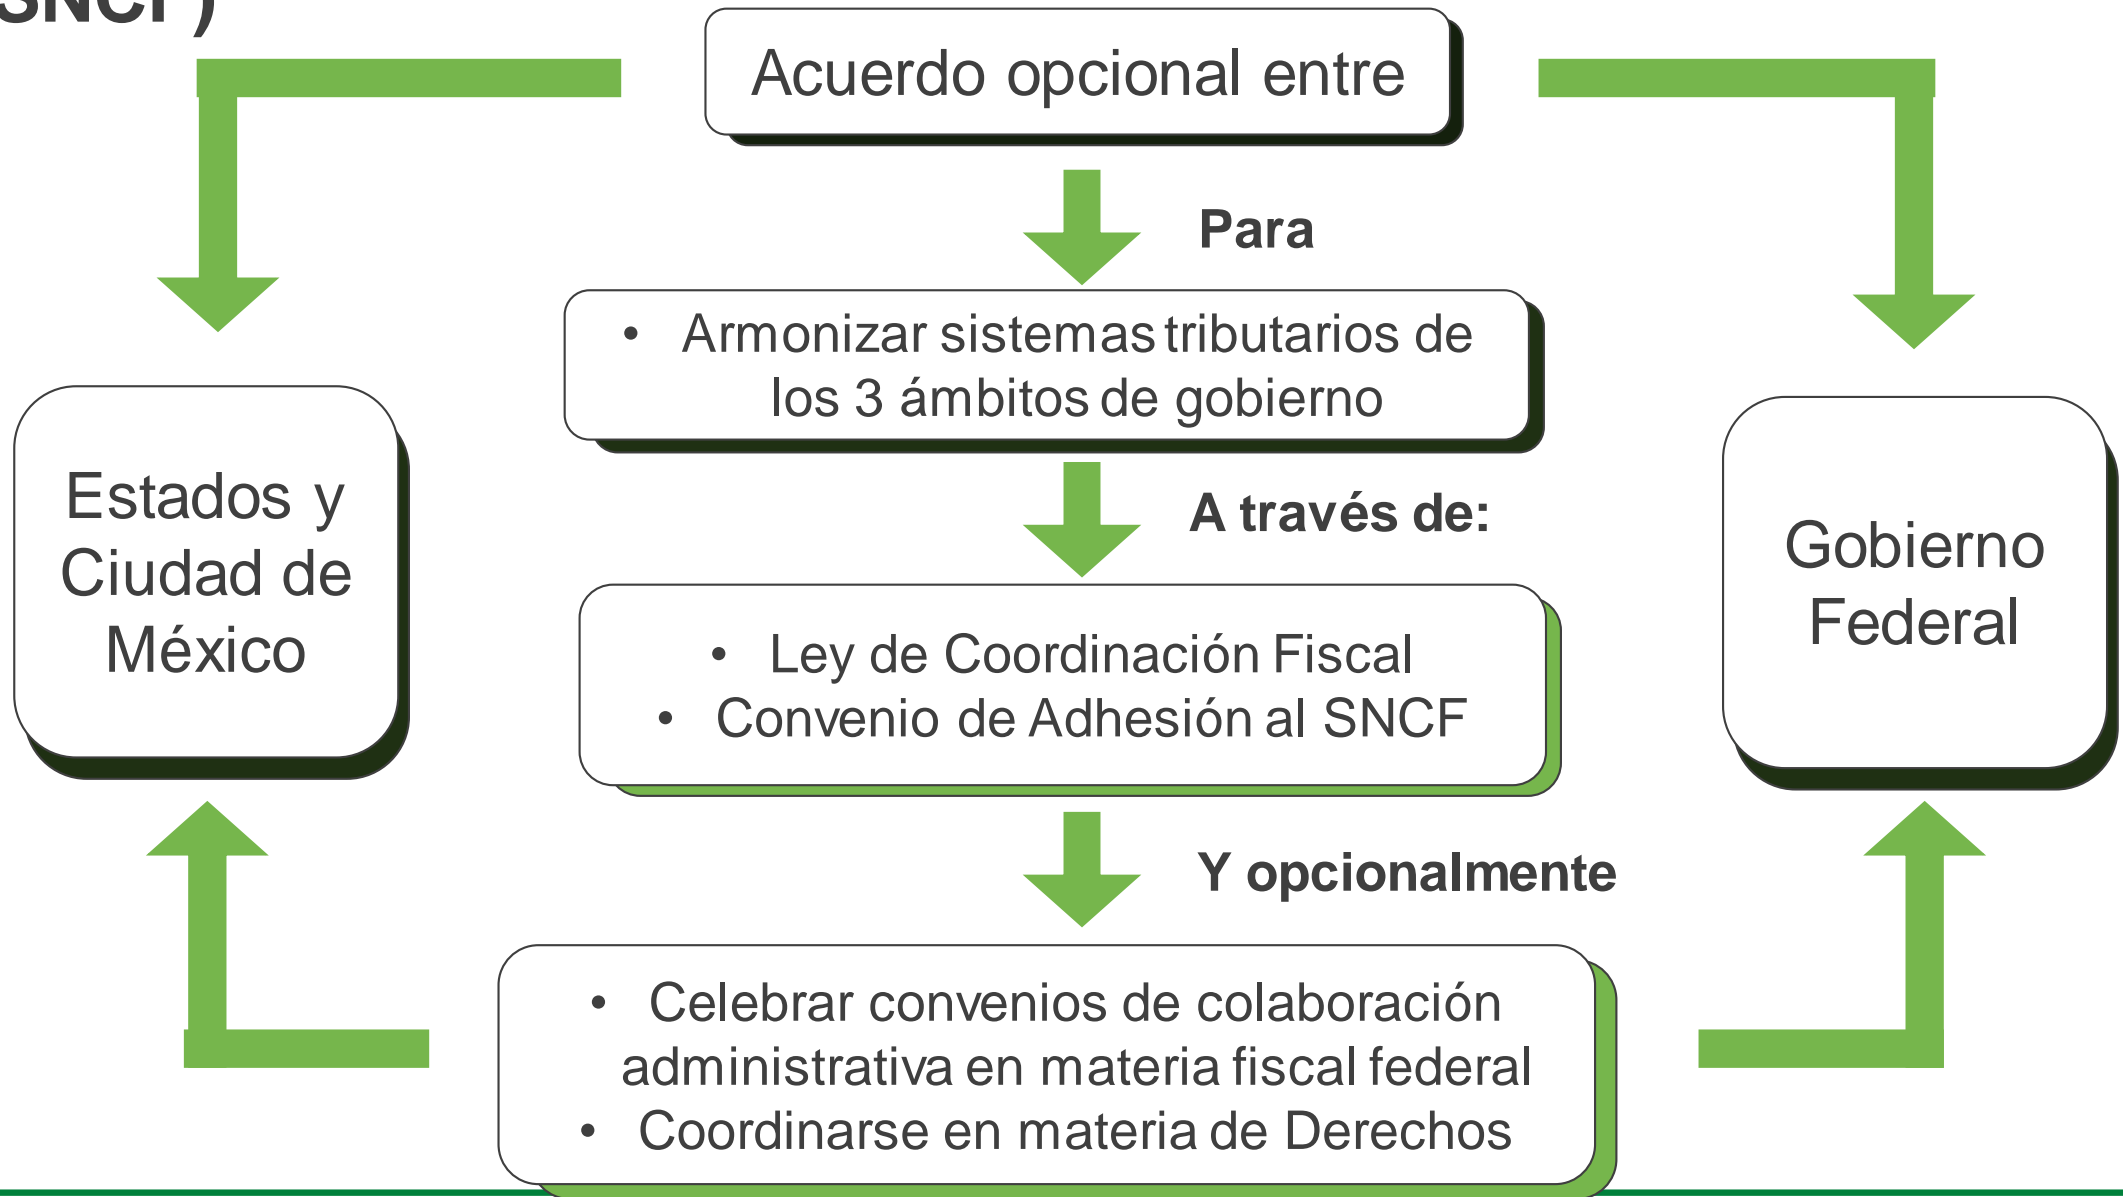 SNCF)
Acuerdo opcional entre
Para
• Armonizar sistemas tributarios de
los 3 ámbitos de gobierno
A través de:
Estados y
Ciudad de
México
• Ley de Coordinación Fiscal
• Convenio de Adhesión al SNCF
Gobierno
Federal
Y opcionalmente
• Celebrar convenios de colaboración
administrativa en materia fiscal federal
• Coordinarse en materia de Derechos